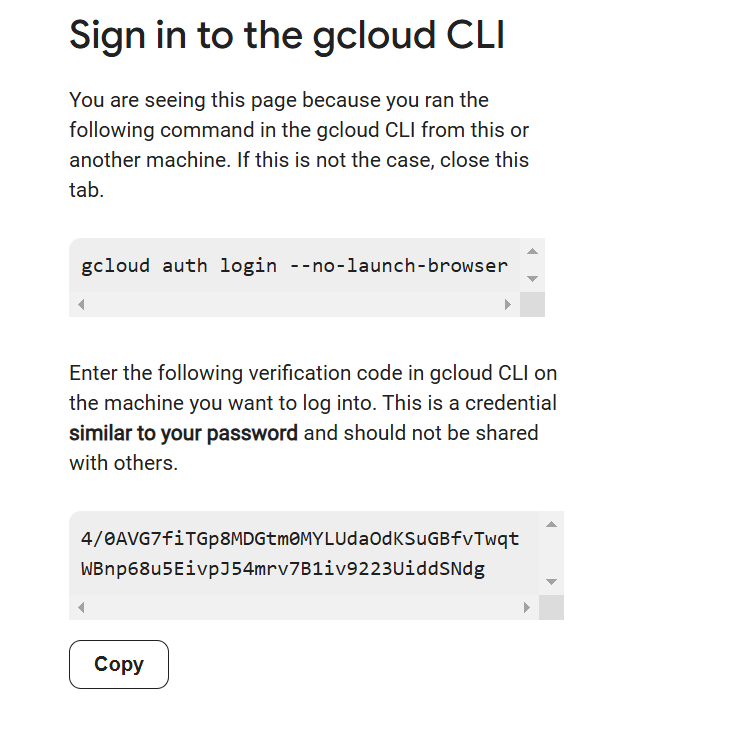 Sign in to the gcloud CLI
You are seeing this page because you ran the
following command in the gcloud CLI from this or
another machine. If this is not the case, close this
tab.
gcloud auth login --no-launch-browser
Enter the following verification code in gcloud CLI on
the machine you want to log into. This is a credential
similar to your password and should not be shared
with others.
4/0AVG7fiTGp8MDGtm0MYLUdaOdKSuGBfvTwqt
WBnp68u5EivpJ54mrv7B1iv9223UiddSNdg
Copy